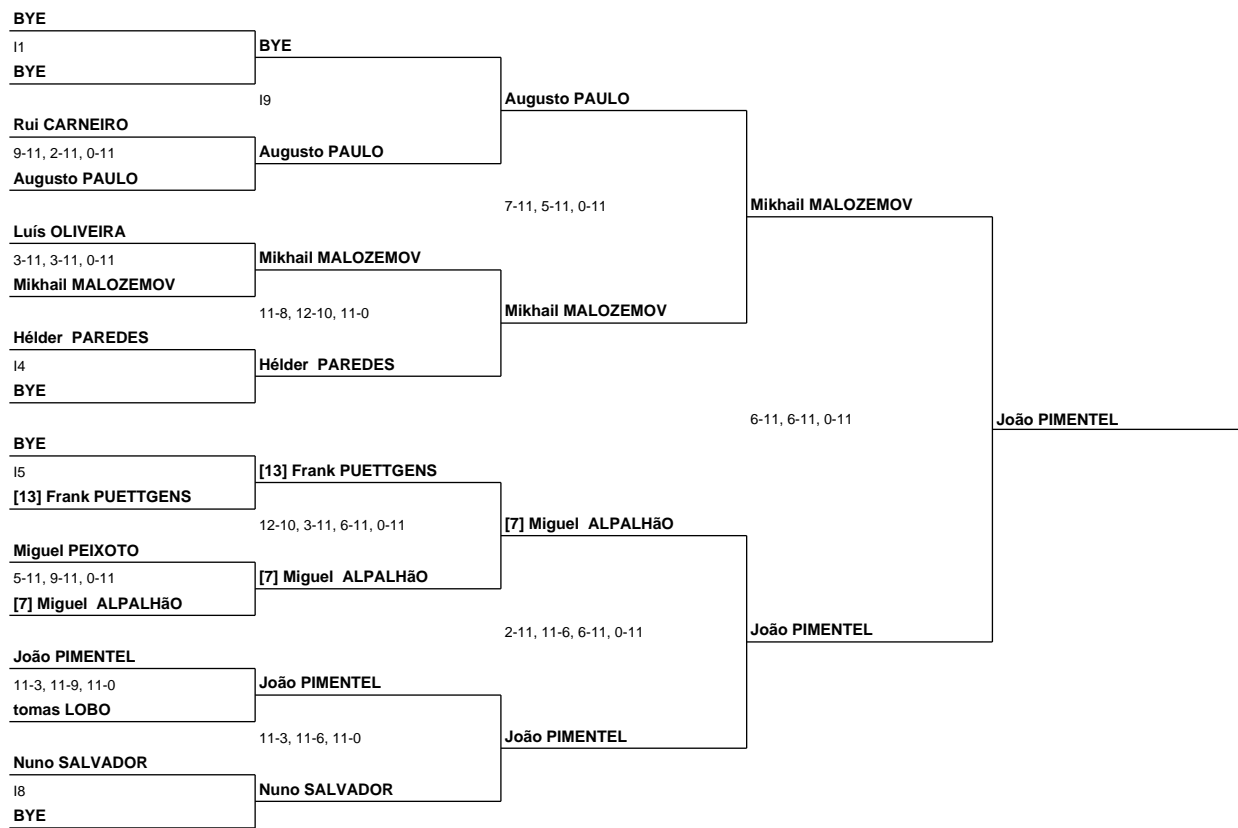 BYE
I1
BYE
Rui CARNEIRO
9-11, 2-11, 0-11
Augusto PAULO
Luís OLIVEIRA
3-11, 3-11, 0-11
Mikhail MALOZEMOV
Hélder  PAREDES
I4
BYE
BYE
I5
[13] Frank PUETTGENS
Miguel PEIXOTO
5-11, 9-11, 0-11
[7] Miguel  ALPALHãO
João PIMENTEL
11-3, 11-9, 11-0
tomas LOBO
Nuno SALVADOR
I8
BYE
BYE
I9
Augusto PAULO
Mikhail MALOZEMOV
11-8, 12-10, 11-0
Hélder  PAREDES
[13] Frank PUETTGENS
12-10, 3-11, 6-11, 0-11
[7] Miguel  ALPALHãO
João PIMENTEL
11-3, 11-6, 11-0
Nuno SALVADOR
Augusto PAULO
7-11, 5-11, 0-11
Mikhail MALOZEMOV
[7] Miguel  ALPALHãO
2-11, 11-6, 6-11, 0-11
João PIMENTEL
Mikhail MALOZEMOV
6-11, 6-11, 0-11
João PIMENTEL
João PIMENTEL